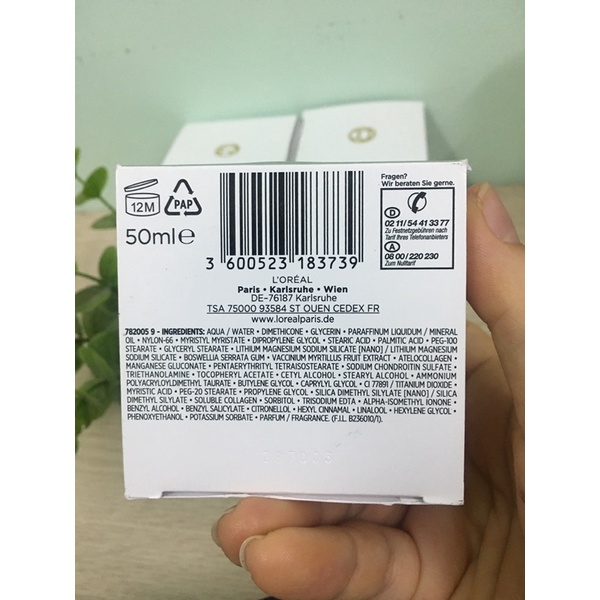 Fragen?
Wir beraten Sie gerne.
12M
PAP
50ml℮
D
02 11/54 41 33 77
Zu Festnetzgebühren nach
Tarif Ihres Telefonanbieters
A
08 00/220 230
Zum Nulltarif
3 600523 183739
L'ORÉAL
Paris • Karlsruhe • Wien
DE-76187 Karlsruhe
TSA 75000 93584 ST OUEN CEDEX FR
www.lorealparis.de
782005 9 - INGREDIENTS: AQUA / WATER • DIMETHICONE • GLYCERIN • PARAFFINUM LIQUIDUM / MINERAL
OIL • NYLON-66 • MYRISTYL MYRISTATE • DIPROPYLENE GLYCOL • STEARIC ACID • PALMITIC ACID • PEG-100
STEARATE • GLYCERYL STEARATE • LITHIUM MAGNESIUM SODIUM SILICATE [NANO] / LITHIUM MAGNESIUM
SODIUM SILICATE • BOSWELLIA SERRATA GUM • VACCINIUM MYRTILLUS FRUIT EXTRACT • ATELOCOLLAGEN •
MANGANESE GLUCONATE • PENTAERYTHRITYL TETRAISOSTEARATE • SODIUM CHONDROITIN SULFATE •
TRIETHANOLAMINE • TOCOPHERYL ACETATE • CETYL ALCOHOL • STEARYL ALCOHOL • AMMONIUM
POLYACRYLOYLDIMETHYL TAURATE • BUTYLENE GLYCOL • CAPRYLYL GLYCOL • CI 77891 / TITANIUM DIOXIDE •
MYRISTIC ACID • PEG-20 STEARATE • PROPYLENE GLYCOL • SILICA DIMETHYL SILYLATE [NANO] / SILICA
DIMETHYL SILYLATE • SOLUBLE COLLAGEN • SORBITOL • TRISODIUM EDTA • ALPHA-ISOMETHYL IONONE •
BENZYL ALCOHOL • BENZYL SALICYLATE • CITRONELLOL • HEXYL CINNAMAL • LINALOOL • HEXYLENE GLYCOL •
PHENOXYETHANOL • POTASSIUM SORBATE • PARFUM / FRAGRANCE. (F.I.L. B236010/1).